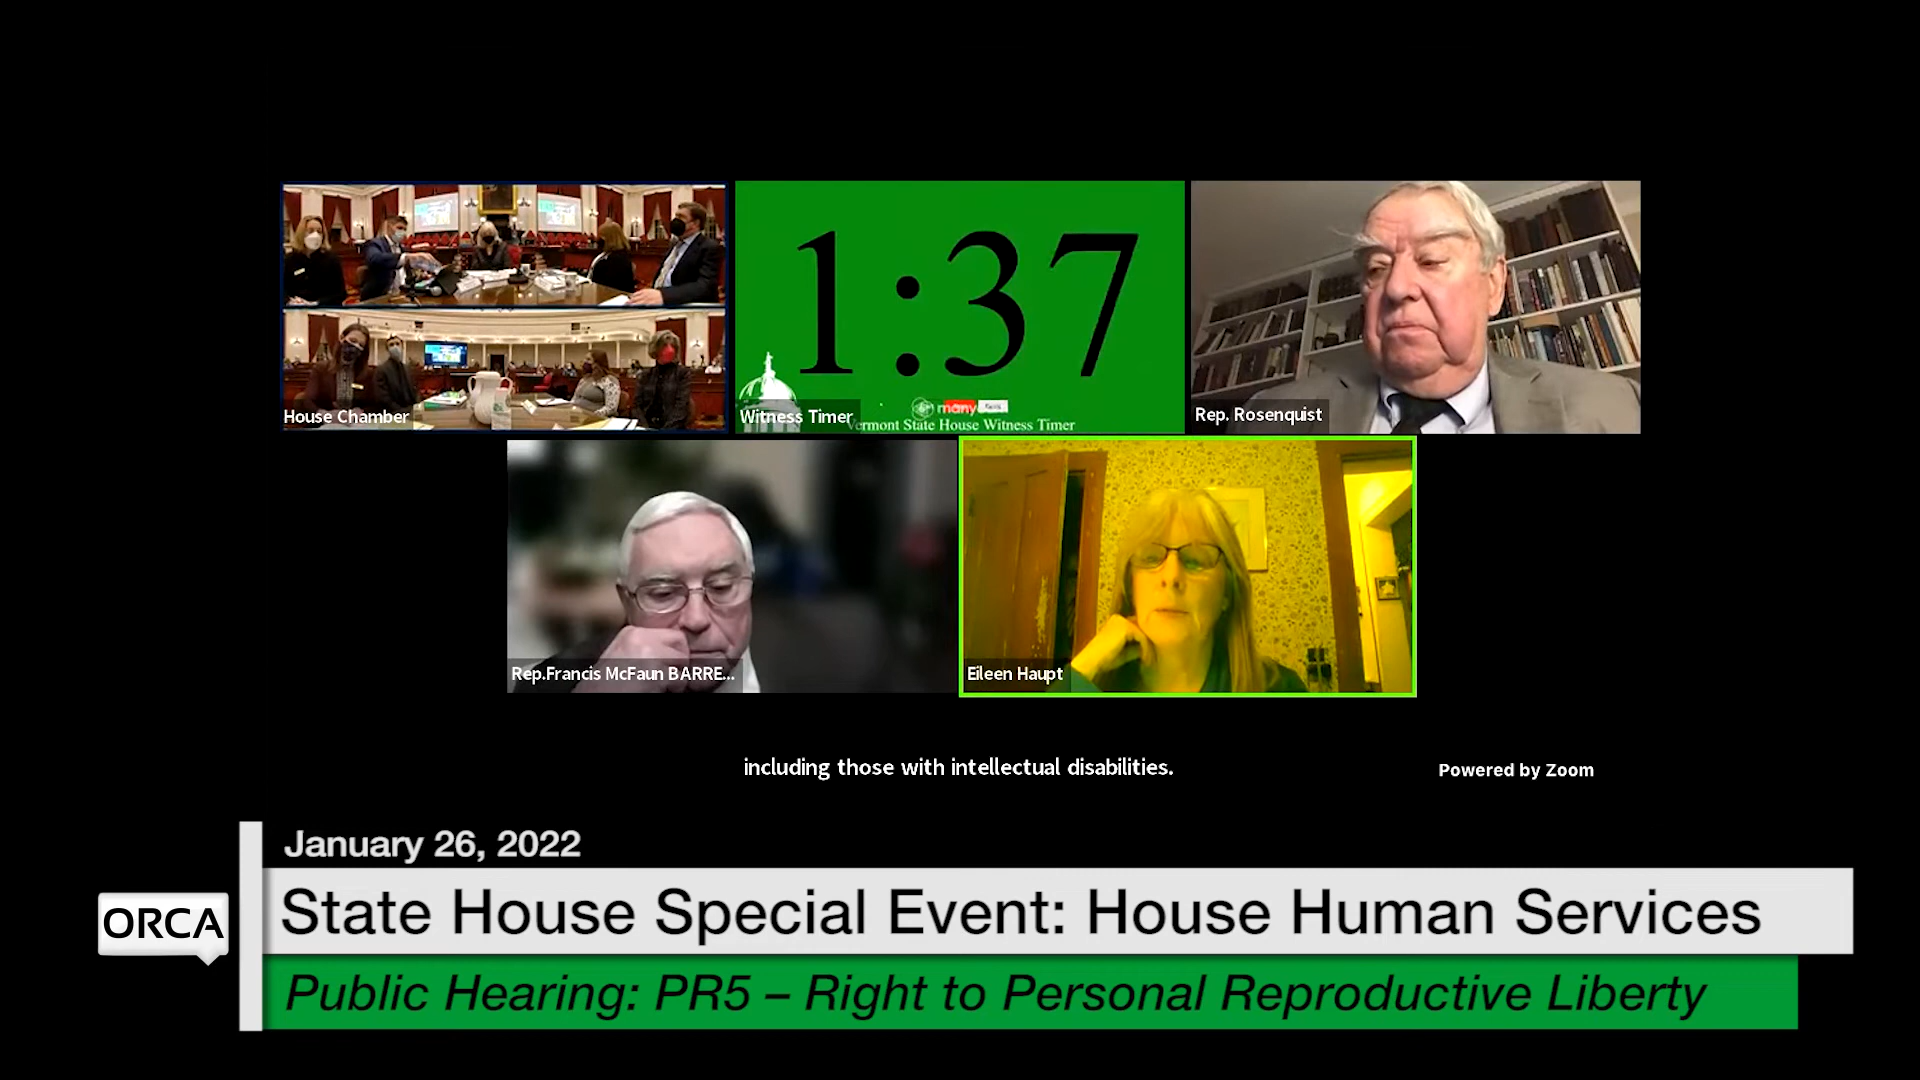 1:37
many
Vermont State House Witness Timer
House Chamber
Witness Timer
Rep. Rosenquist
Rep.Francis McFaun BARRE...
Eileen Haupt
including those with intellectual disabilities.
Powered by Zoom
January 26, 2022
ORCA
State House Special Event: House Human Services
Public Hearing: PR5 – Right to Personal Reproductive Liberty